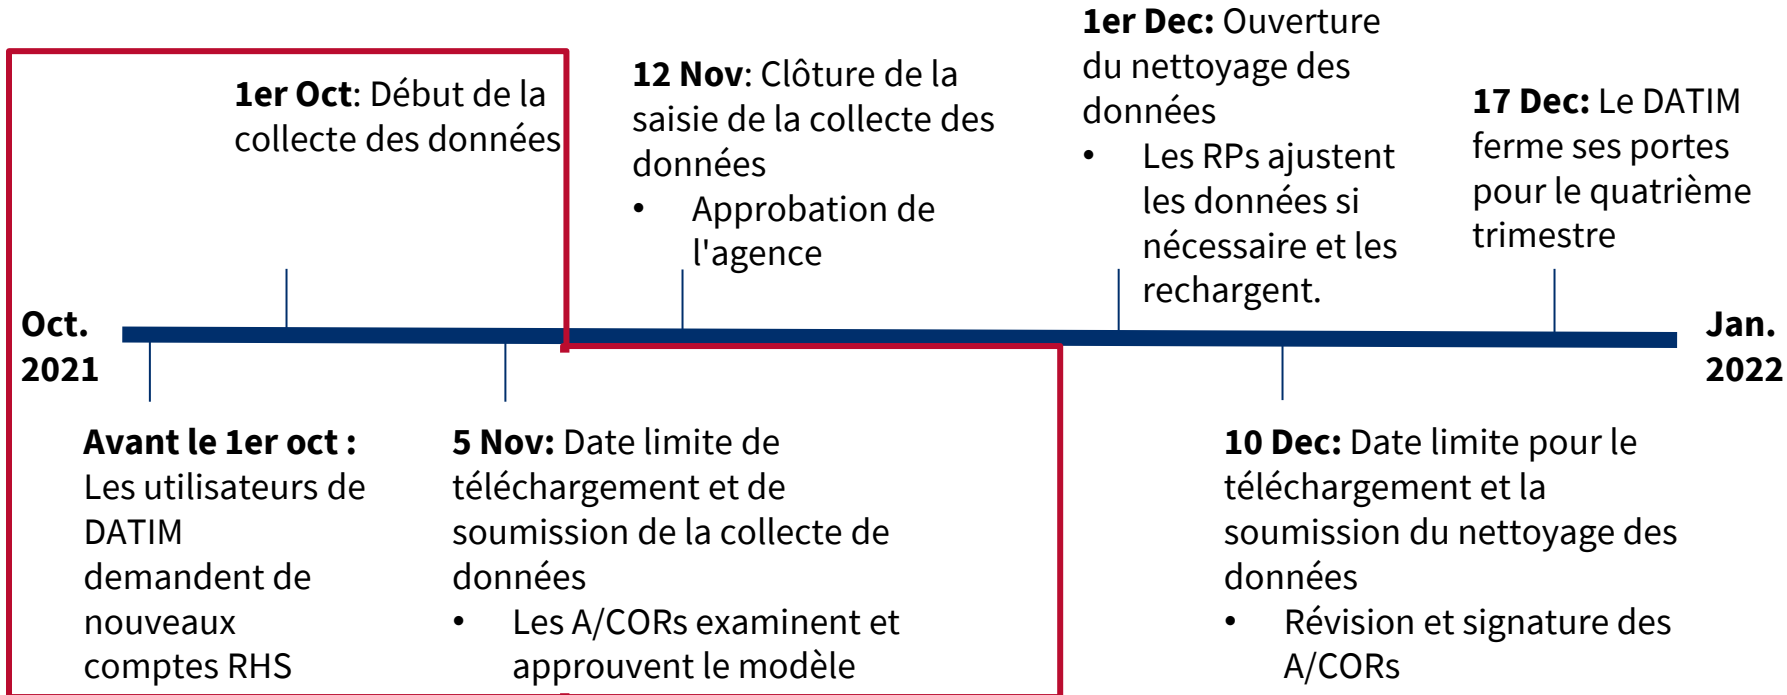 1er Oct: Début de la
collecte des données
12 Nov: Clôture de la
saisie de la collecte des
données
• Approbation de
l'agence
1er Dec: Ouverture
du nettoyage des
données
• Les RPs ajustent
les données si
nécessaire et les
rechargent.
17 Dec: Le DATIM
ferme ses portes
pour le quatrième
trimestre
Oct.
2021
Jan.
2022
Avant le 1er oct :
Les utilisateurs de
DATIM
demandent de
nouveaux
comptes RHS
5 Nov: Date limite de
téléchargement et de
soumission de la collecte de
données
• Les A/CORs examinent et
approuvent le modèle
10 Dec: Date limite pour le
téléchargement et la
soumission du nettoyage des
données
• Révision et signature des
A/CORs